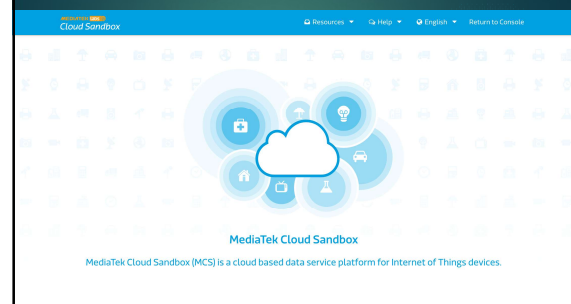 MEDIATEK labs
Cloud Sandbox
Resources
Help
English
Return to Console
MediaTek Cloud Sandbox
MediaTek Cloud Sandbox (MCS) is a cloud based data service platform for Internet of Things devices.